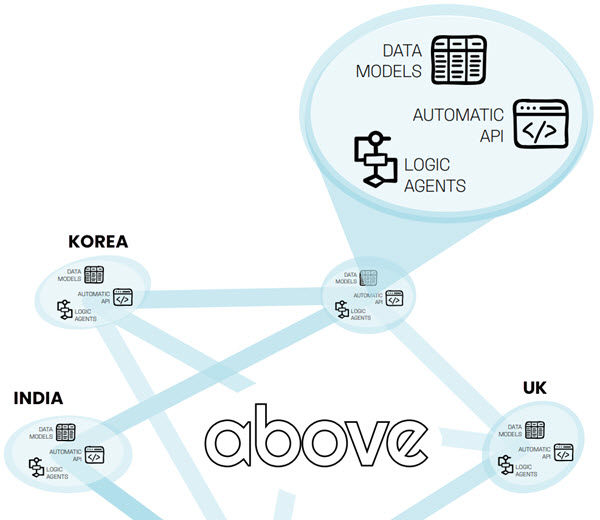 DATA
MODELS
AUTOMATIC
API
</>
LOGIC
AGENTS
KOREA
DATA
MODELS
AUTOMATIC
API
</>
LOGIC
AGENTS
DATA
MODELS
AUTOMATIC
API
</>
LOGIC
AGENTS
INDIA
DATA
MODELS
AUTOMATIC
API
</>
LOGIC
AGENTS
above
UK
DATA
MODELS
AUTOMATIC
API
</>
LOGIC
AGENTS